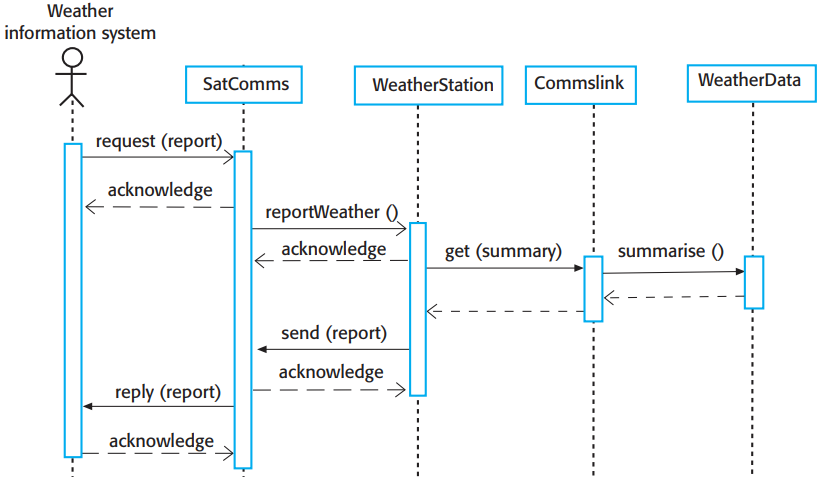 Weather
information system
SatComms
WeatherStation
Commslink
WeatherData
request (report)
acknowledge
reportWeather ()
acknowledge
get (summary)
summarise ()
send (report)
acknowledge
reply (report)
acknowledge